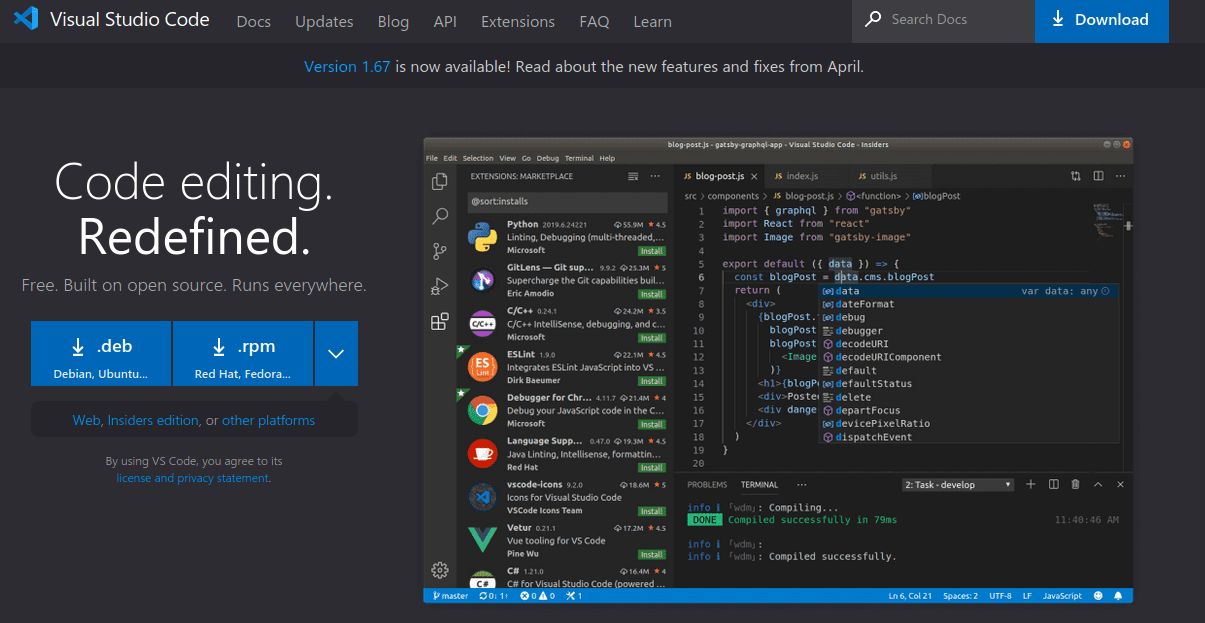 Visual Studio Code Docs Updates Blog API Extensions FAQ Learn Search Docs Download
Version 1.67 is now available! Read about the new features and fixes from April.
Code editing.
Redefined.
Free. Built on open source. Runs everywhere.
.deb
Debian, Ubuntu...
.rpm
Red Hat, Fedora...
Web, Insiders edition, or other platforms
By using VS Code, you agree to its
license and privacy statement.
blog-post.js - gatsby-graphql-app - Visual Studio Code - Insiders
File Edit Selection View Go Debug Terminal Help
EXTENSIONS: MARKETPLACE
@sort:installs
Python 2019.6.24221 55.9M 4.5
Linting, Debugging (multi-threaded,...
Microsoft Install
GitLens — Git sup... 9.9.2 25.3M 5
Supercharge the Git capabilities buil...
Eric Amodio Install
C/C++ 0.24.1 24.2M 3.5
C/C++ IntelliSense, debugging, and c...
Microsoft Install
ESLint 1.9.0 22.1M 4.5
Integrates ESLint JavaScript into VS ...
Dirk Baeumer Install
Debugger for Chr... 4.11.7 21.4M 4
Debug your JavaScript code in the C...
Microsoft Install
Language Supp... 0.47.0 19.3M 4.5
Java Linting, Intellisense, formattin...
Red Hat Install
vscode-icons 9.2.0 18.6M 5
Icons for Visual Studio Code
VSCode Icons Team Install
Vetur 0.21.1 17.2M 4.5
Vue tooling for VS Code
Pine Wu Install
C# 1.21.0 16.4M 4
C# for Visual Studio Code (powered ...
JS blog-post.js JS index.js JS utils.js
src > components > JS blog-post.js > <function> > blogPost
1 import { graphql } from "gatsby"
2 import React from "react"
3 import Image from "gatsby-image"
4
5 export default ({ data }) => {
6 const blogPost = data.cms.blogPost
7 return (
8 <div>
9 {blogPost.
10 blogPost
11 blogPost
12 <Image
13 )}
14 <h1>{blogP
15 <div>Poste
16 <div dange
17 </div>
18 )
19 }
20
data var data: any
dateFormat
debug
debugger
decodeURI
decodeURIComponent
default
defaultStatus
delete
departFocus
devicePixelRatio
dispatchEvent
PROBLEMS TERMINAL ... 2: Task - develop
info i ｢wdm｣: Compiling...
DONE Compiled successfully in 79ms 11:40:46 AM
info i ｢wdm｣:
info i ｢wdm｣: Compiled successfully.
master 0↓ 1↑ 0 0 1 Ln 6, Col 21 Spaces: 2 UTF-8 LF JavaScript